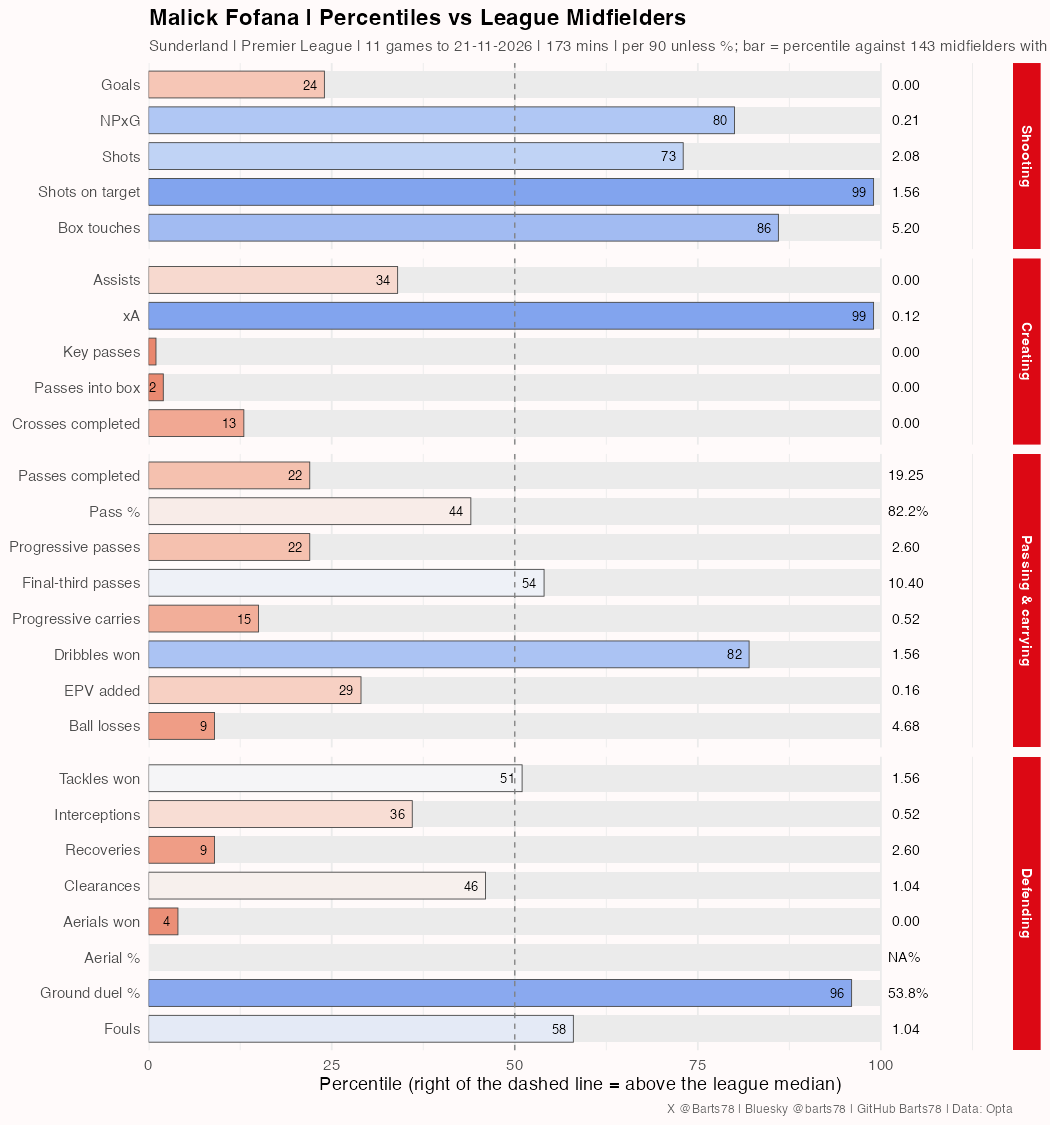 Malick Fofana | Percentiles vs League Midfielders
Sunderland | Premier League | 11 games to 21-11-2026 | 173 mins | per 90 unless %; bar = percentile against 143 midfielders with
Goals 24 0.00
NPxG 80 0.21
Shots 73 2.08
Shots on target 99 1.56
Box touches 86 5.20
Shooting
Assists 34 0.00
xA 99 0.12
Key passes 0.00
Passes into box 2 0.00
Crosses completed 13 0.00
Creating
Passes completed 22 19.25
Pass % 44 82.2%
Progressive passes 22 2.60
Final-third passes 54 10.40
Progressive carries 15 0.52
Dribbles won 82 1.56
EPV added 29 0.16
Ball losses 9 4.68
Passing & carrying
Tackles won 51 1.56
Interceptions 36 0.52
Recoveries 9 2.60
Clearances 46 1.04
Aerials won 4 0.00
Aerial % NA%
Ground duel % 96 53.8%
Fouls 58 1.04
Defending
0 25 50 75 100
Percentile (right of the dashed line = above the league median)
X @Barts78 | Bluesky @barts78 | GitHub Barts78 | Data: Opta